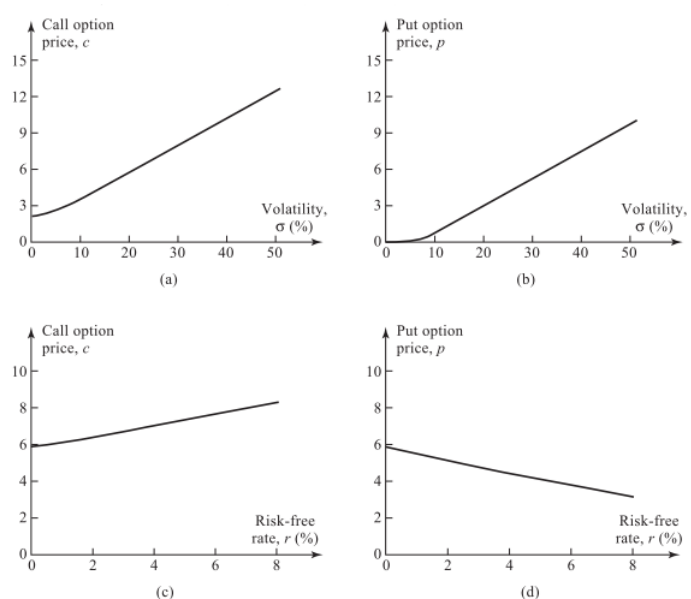 Call option
price, c
15
12
9
6
3
0
0 10 20 30 40 50
Volatility,
σ (%)
(a)
Put option
price, p
15
12
9
6
3
0
0 10 20 30 40 50
Volatility,
σ (%)
(b)
Call option
price, c
10
8
6
4
2
0
0 2 4 6 8
Risk-free
rate, r (%)
(c)
Put option
price, p
10
8
6
4
2
0
0 2 4 6 8
Risk-free
rate, r (%)
(d)